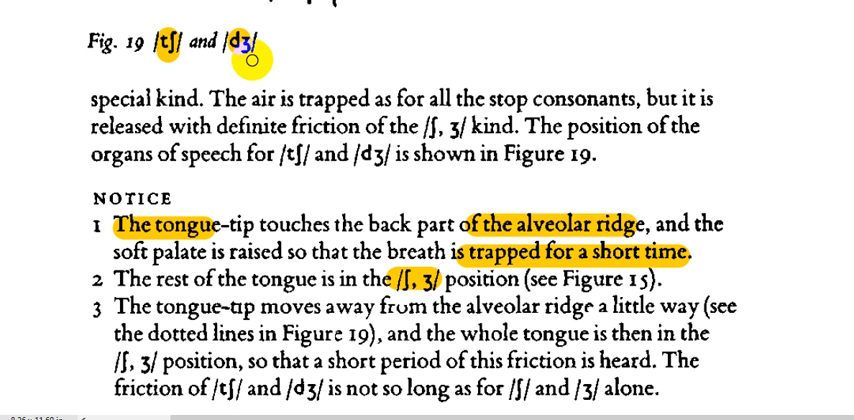 Fig. 19 /tʃ/ and /dʒ/
special kind. The air is trapped as for all the stop consonants, but it is
released with definite friction of the /ʃ, ʒ/ kind. The position of the
organs of speech for /tʃ/ and /dʒ/ is shown in Figure 19.
NOTICE
1 The tongue-tip touches the back part of the alveolar ridge, and the
soft palate is raised so that the breath is trapped for a short time.
2 The rest of the tongue is in the /ʃ, ʒ/ position (see Figure 15).
3 The tongue-tip moves away from the alveolar ridge a little way (see
the dotted lines in Figure 19), and the whole tongue is then in the
/ʃ, ʒ/ position, so that a short period of this friction is heard. The
friction of /tʃ/ and /dʒ/ is not so long as for /ʃ/ and /ʒ/ alone.